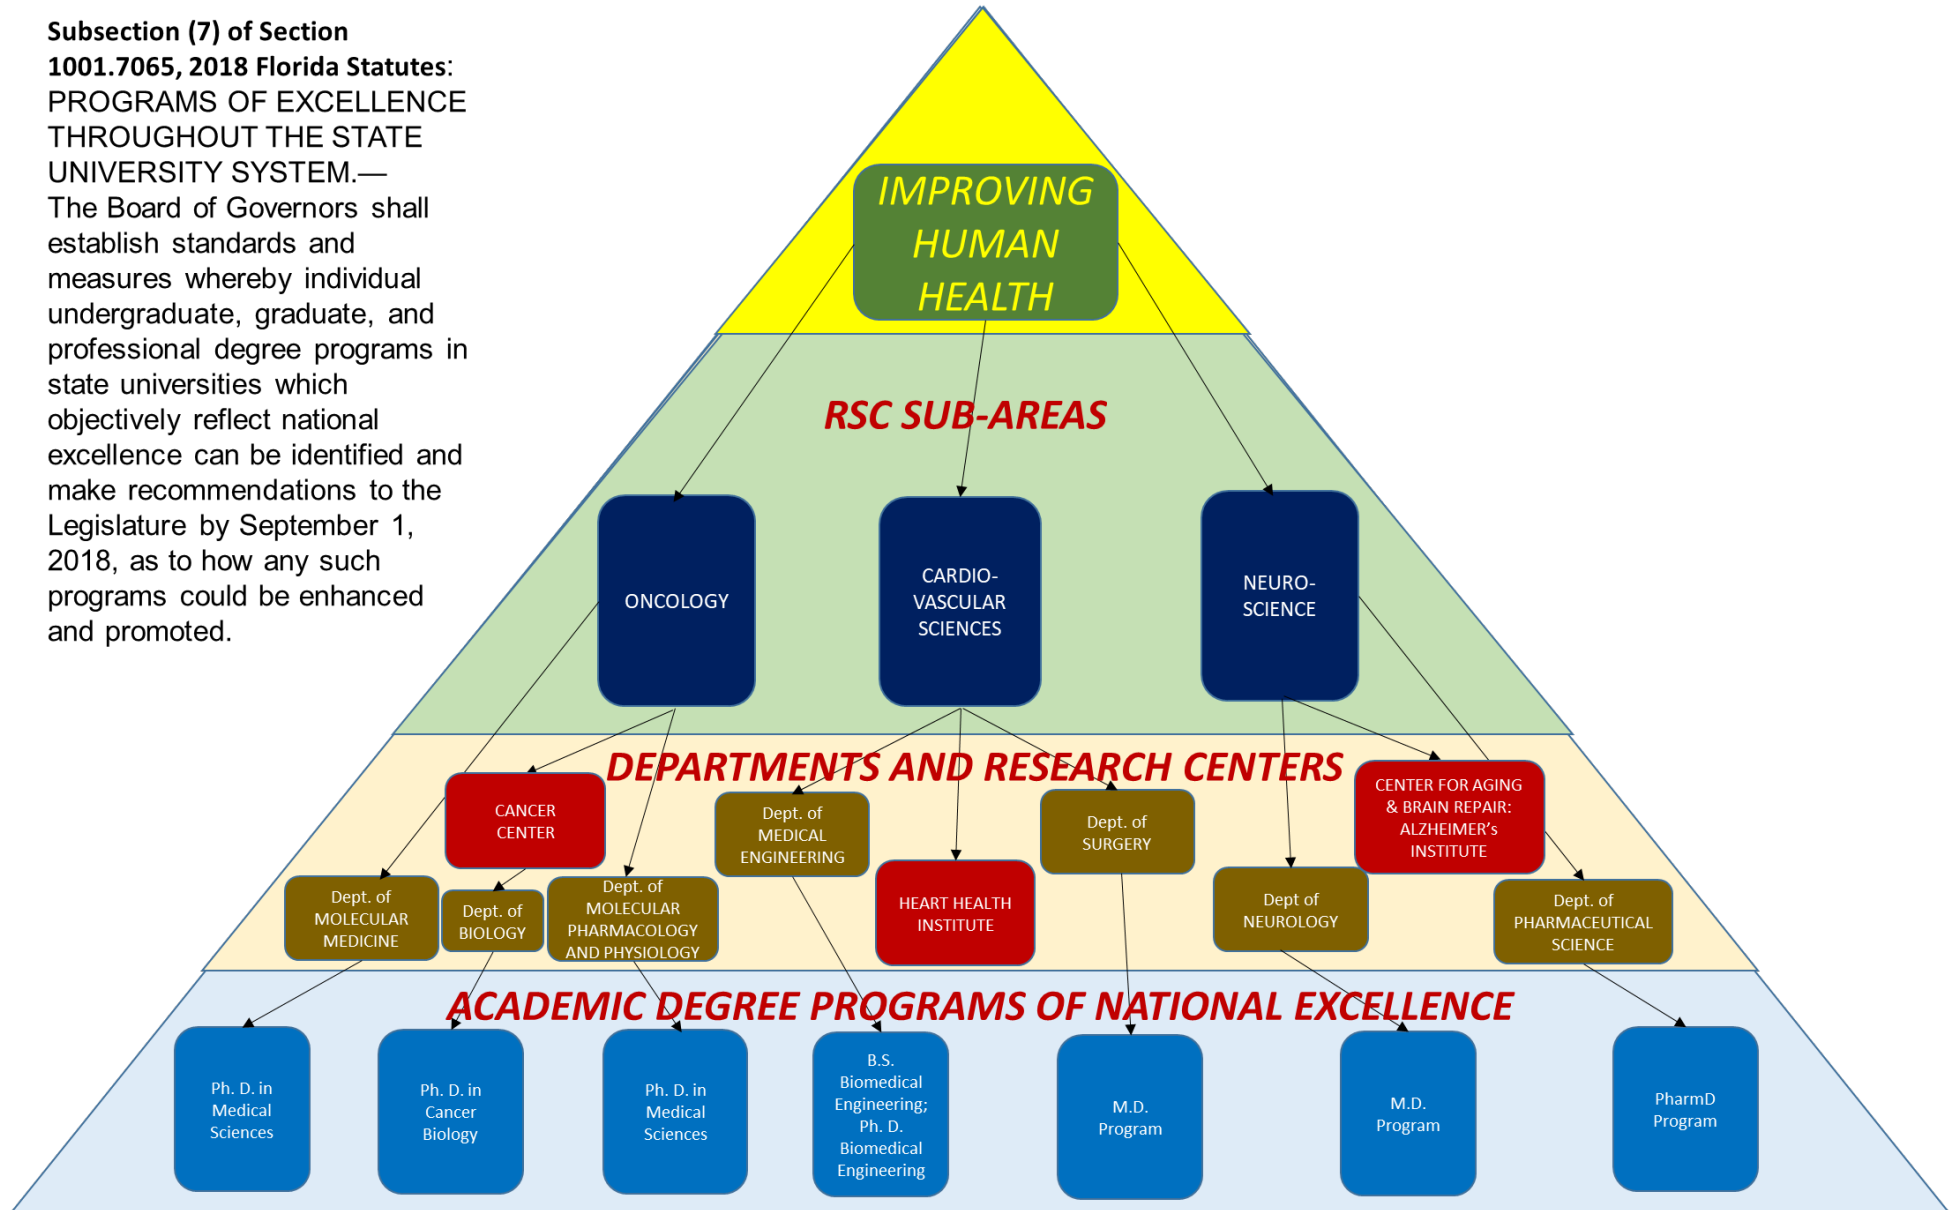 Subsection (7) of Section
1001.7065, 2018 Florida Statutes:
PROGRAMS OF EXCELLENCE
THROUGHOUT THE STATE
UNIVERSITY SYSTEM.—
The Board of Governors shall
establish standards and
measures whereby individual
undergraduate, graduate, and
professional degree programs in
state universities which
objectively reflect national
excellence can be identified and
make recommendations to the
Legislature by September 1,
2018, as to how any such
programs could be enhanced
and promoted.
IMPROVING
HUMAN
HEALTH
RSC SUB-AREAS
ONCOLOGY
CARDIO-
VASCULAR
SCIENCES
NEURO-
SCIENCE
DEPARTMENTS AND RESEARCH CENTERS
CANCER
CENTER
Dept. of
MEDICAL
ENGINEERING
Dept. of
SURGERY
CENTER FOR AGING
& BRAIN REPAIR:
ALZHEIMER's
INSTITUTE
Dept. of
MOLECULAR
MEDICINE
Dept. of
BIOLOGY
Dept. of
MOLECULAR
PHARMACOLOGY
AND PHYSIOLOGY
HEART HEALTH
INSTITUTE
Dept of
NEUROLOGY
Dept. of
PHARMACEUTICAL
SCIENCE
ACADEMIC DEGREE PROGRAMS OF NATIONAL EXCELLENCE
Ph. D. in
Medical
Sciences
Ph. D. in
Cancer
Biology
Ph. D. in
Medical
Sciences
B.S.
Biomedical
Engineering;
Ph. D.
Biomedical
Engineering
M.D.
Program
M.D.
Program
PharmD
Program